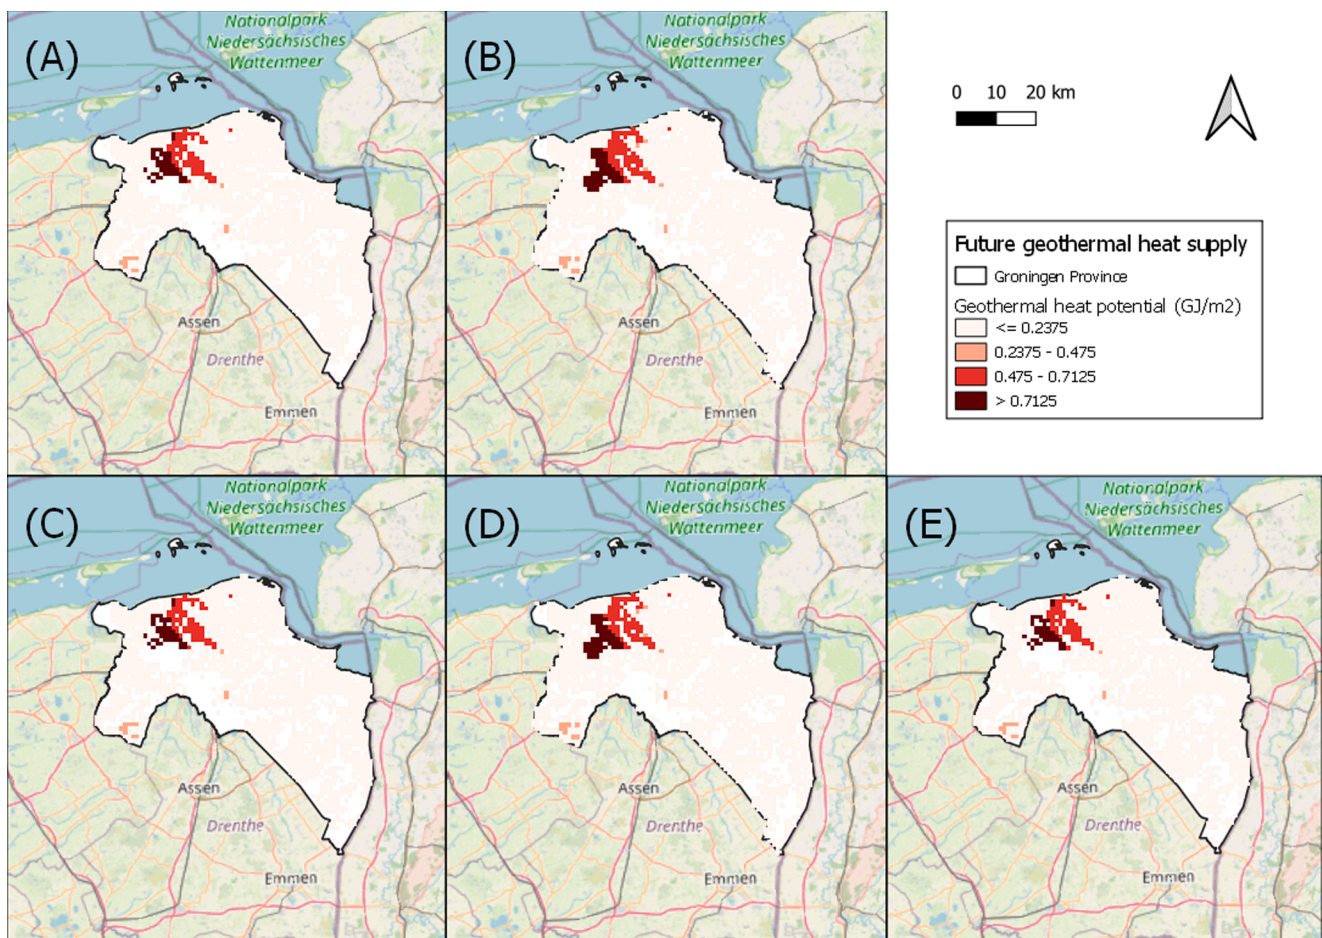 (A)
Nationalpark
Niedersächsisches
Wattenmeer
Assen
Drenthe
Emmen
(B)
Nationalpark
Niedersächsisches
Wattenmeer
Assen
Drenthe
Emmen
0 10 20 km
Future geothermal heat supply
Groningen Province
Geothermal heat potential (GJ/m2)
<= 0.2375
0.2375 - 0.475
0.475 - 0.7125
> 0.7125
(C)
Nationalpark
Niedersächsisches
Wattenmeer
Assen
Drenthe
Emmen
(D)
Nationalpark
Niedersächsisches
Wattenmeer
Assen
Drenthe
Emmen
(E)
Nationalpark
Niedersächsisches
Wattenmeer
Assen
Drenthe
Emmen